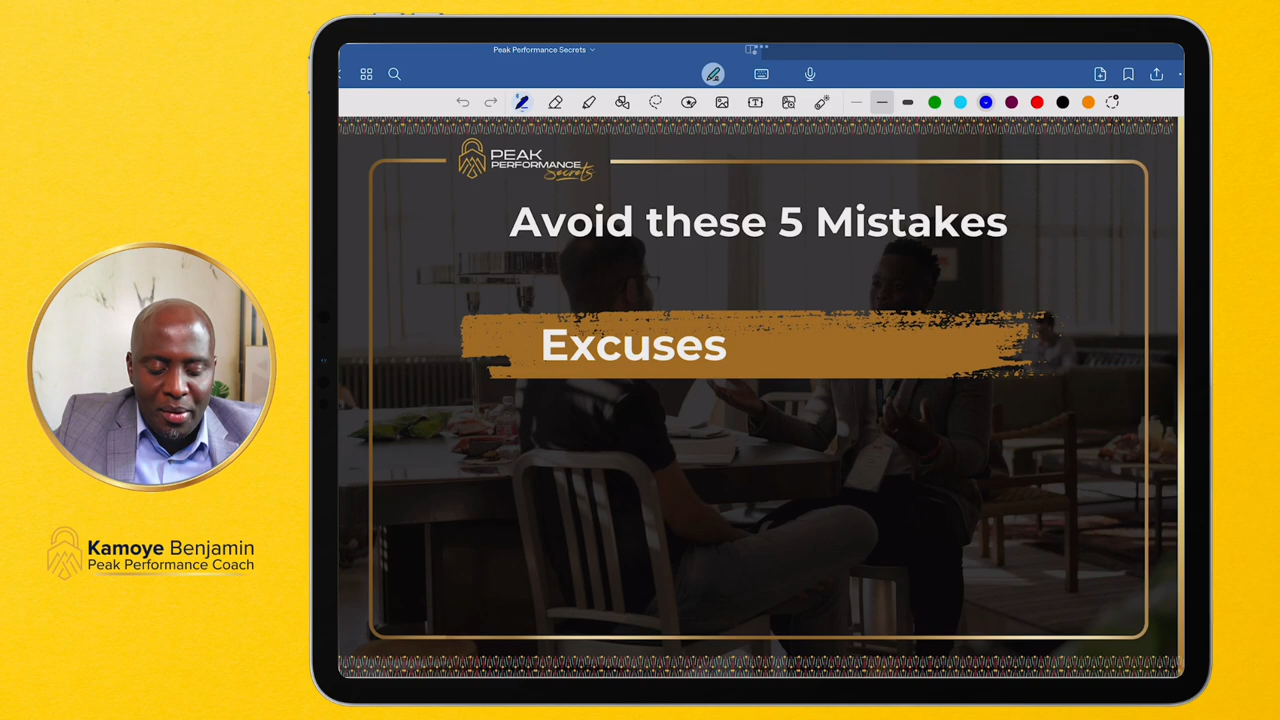 Peak Performance Secrets
PEAK
PERFORMANCE
Secrets
Avoid these 5 Mistakes
Excuses
Kamoye Benjamin
Peak Performance Coach